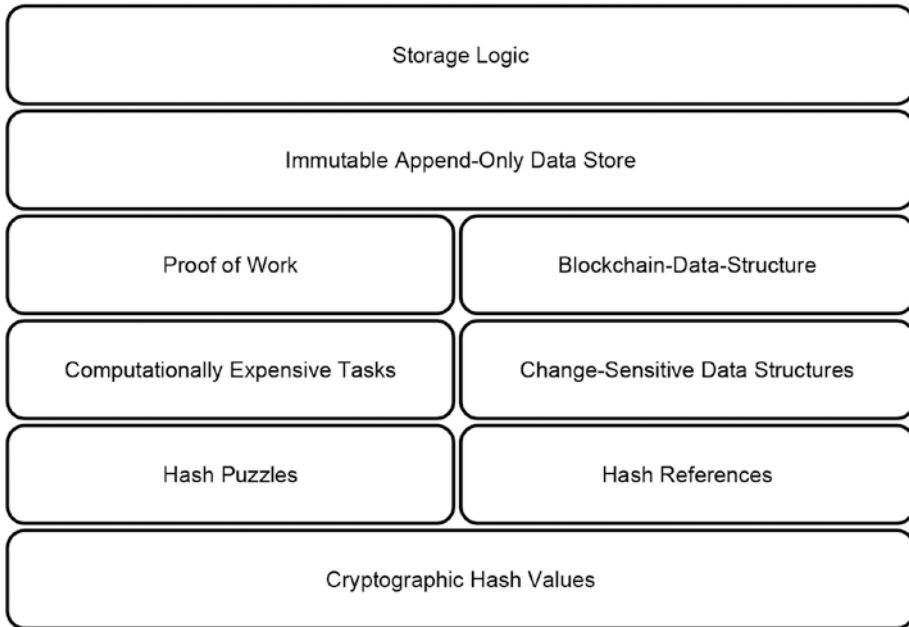 Storage Logic
Immutable Append-Only Data Store
Proof of Work
Blockchain-Data-Structure
Computationally Expensive Tasks
Change-Sensitive Data Structures
Hash Puzzles
Hash References
Cryptographic Hash Values